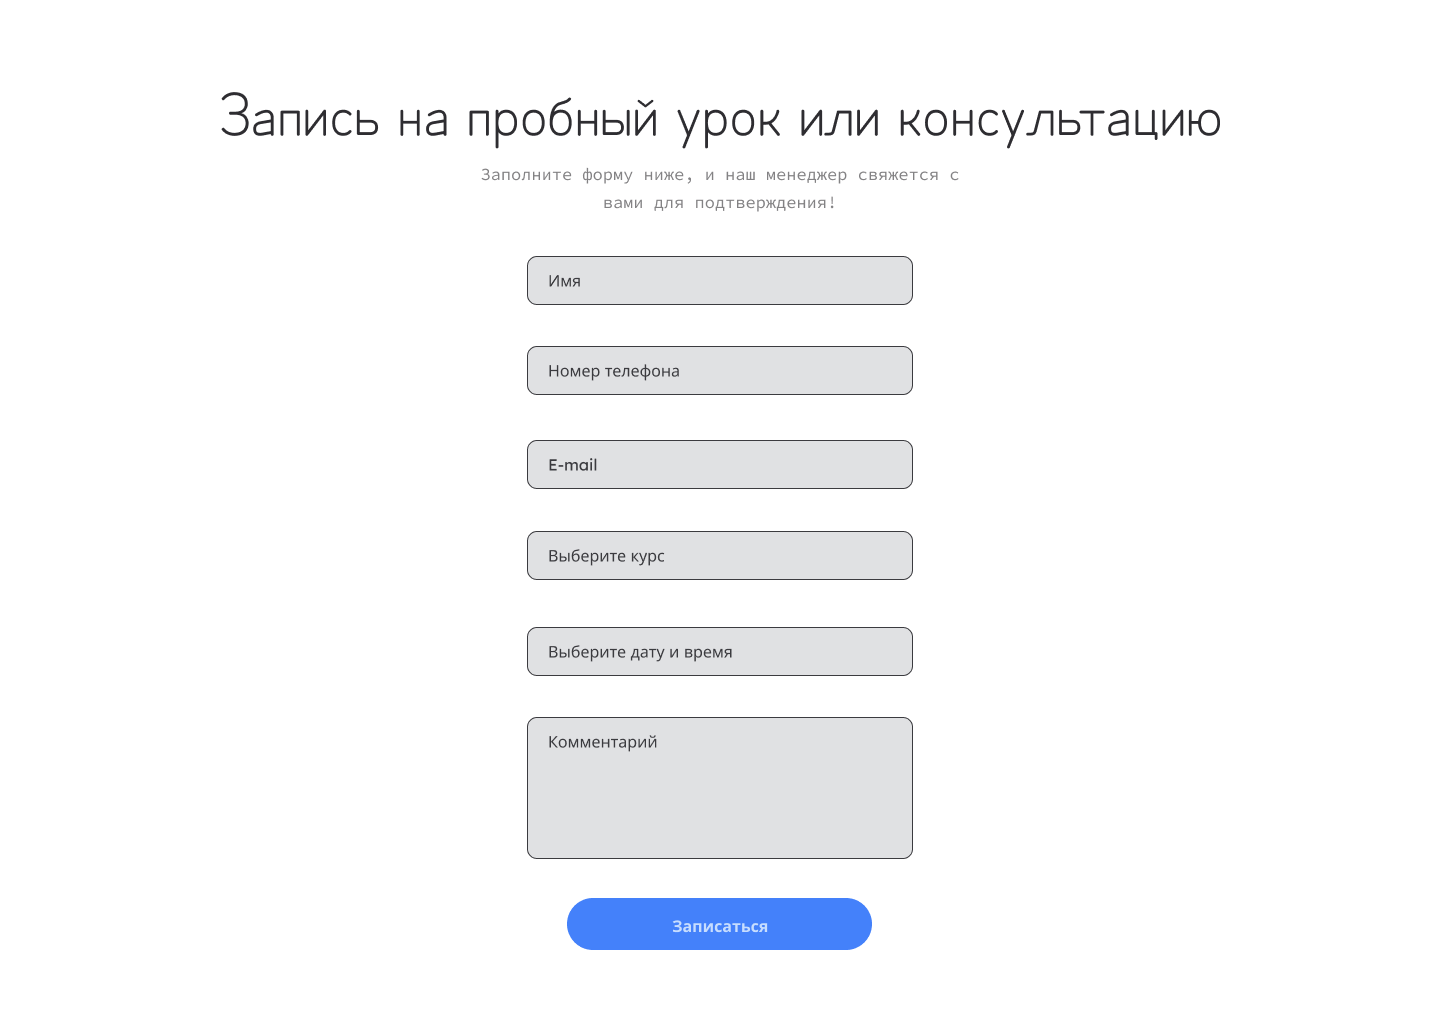 Запись на пробный урок или консультацию
Заполните форму ниже, и наш менеджер свяжется с
вами для подтверждения!
Имя
Номер телефона
E-mail
Выберите курс
Выберите дату и время
Комментарий
Записаться